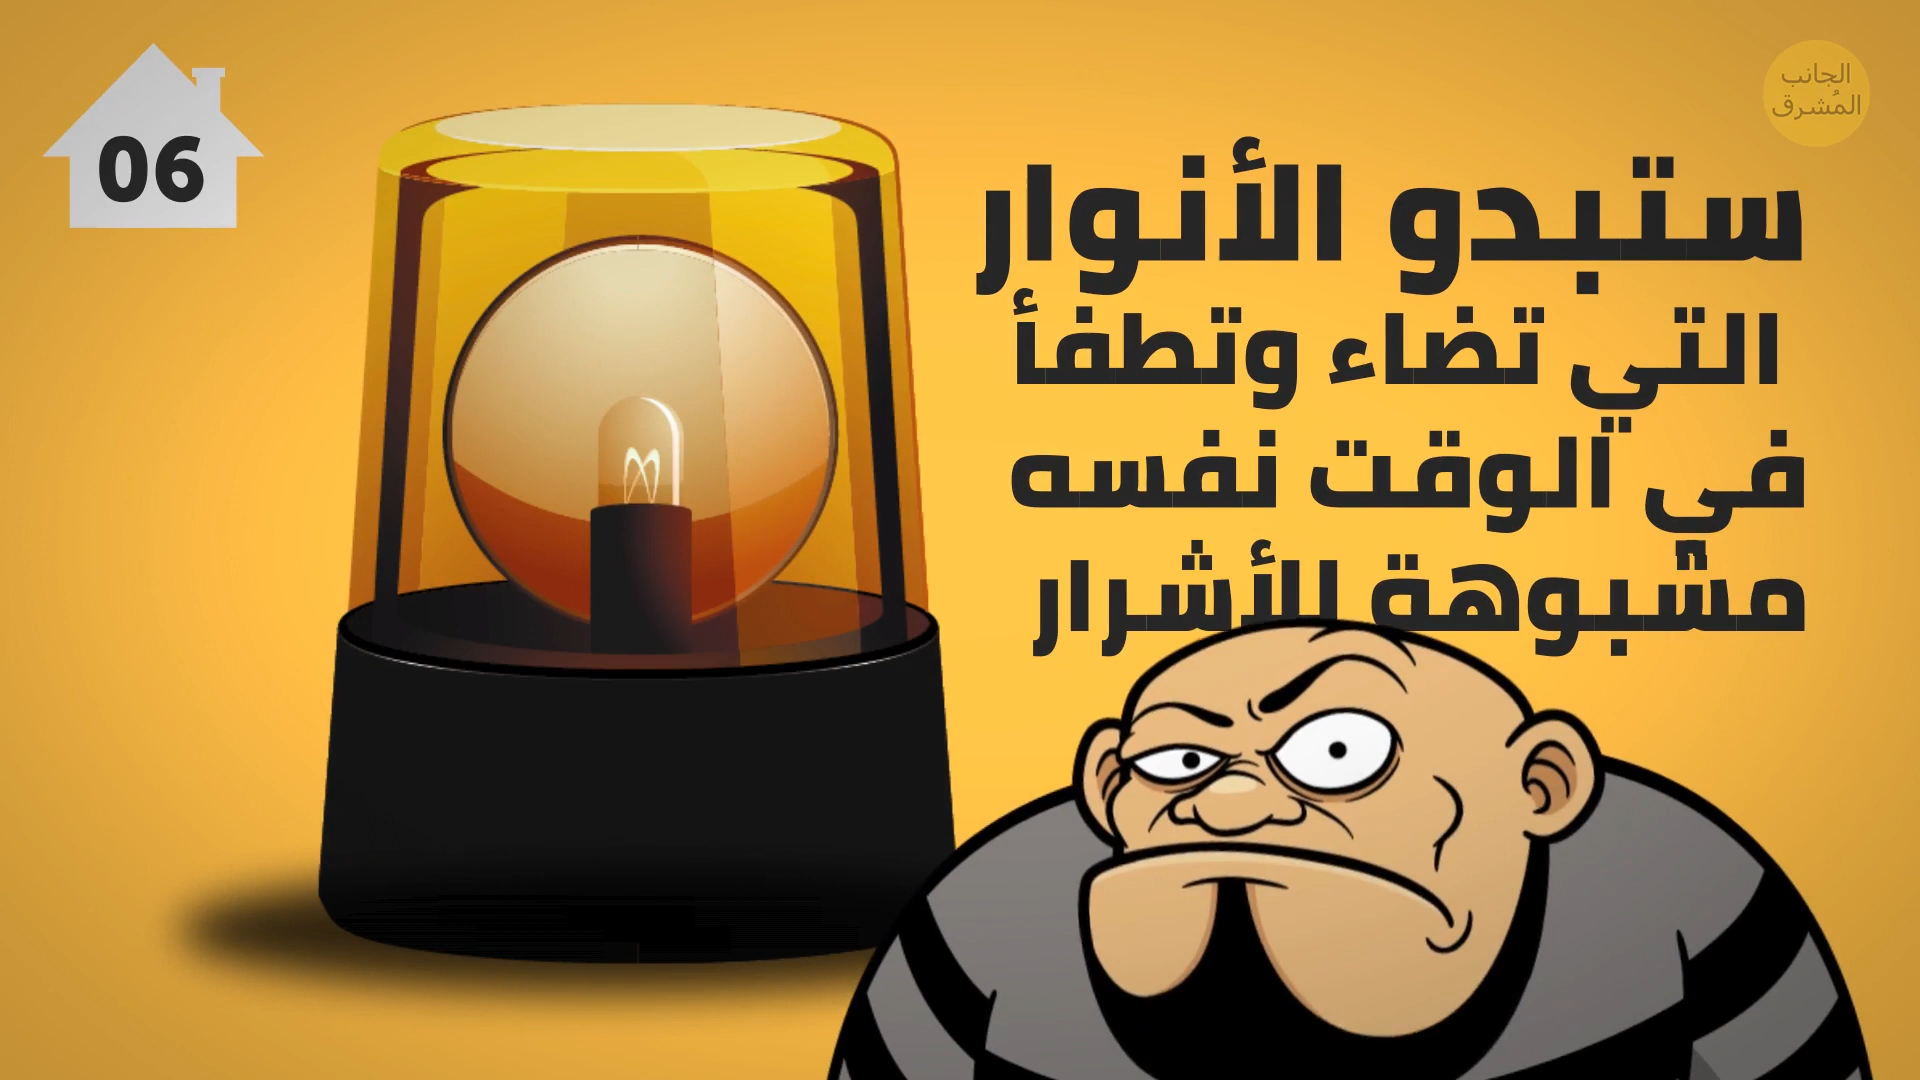 06
الجانب
المُشرق
ستبدو الأنوار
التي تضاء وتطفأ
في الوقت نفسه
مشبوهة للأشرار